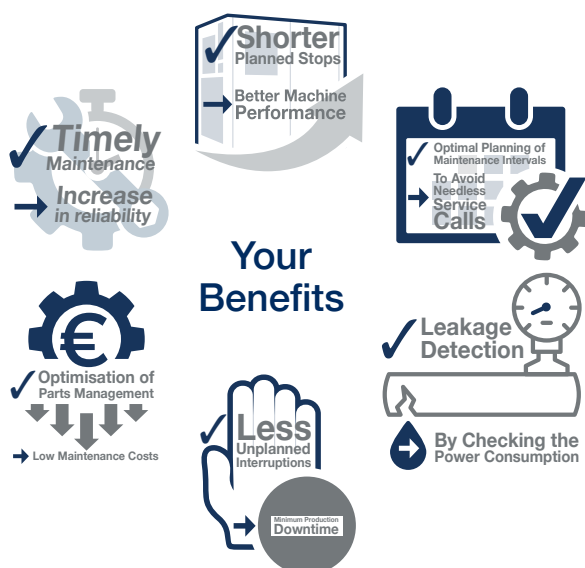 Shorter
Planned Stops
Better Machine
Performance
Timely
Maintenance
Increase
in reliability
Optimal Planning of
Maintenance Intervals
To Avoid
Needless
Service
Calls
Your
Benefits
€
Optimisation of
Parts Management
Low Maintenance Costs
Leakage
Detection
By Checking the
Power Consumption
Less
Unplanned
Interruptions
Minimum Production
Downtime